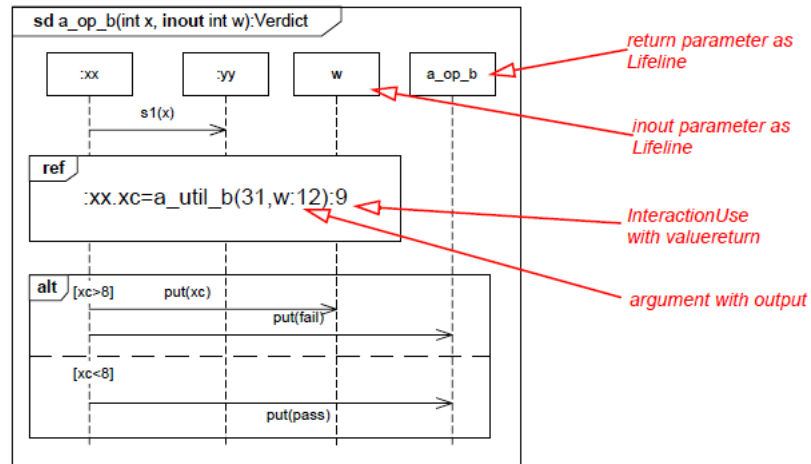 sd a_op_b(int x, inout int w):Verdict
:xx
:yy
w
a_op_b
return parameter as
Lifeline
s1(x)
inout parameter as
Lifeline
ref
:xx.xc=a_util_b(31,w:12):9
InteractionUse
with valuereturn
alt
[xc>8]
put(xc)
put(fail)
argument with output
[xc<8]
put(pass)